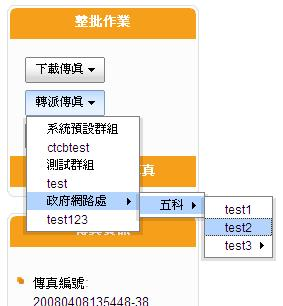 整批作業
下載傳真
轉派傳真
系統預設群組
ctcbtest
測試群組
test
政府網路處
test123
五科
test1
test2
test3
真
傳真編號:
20080408135448-38